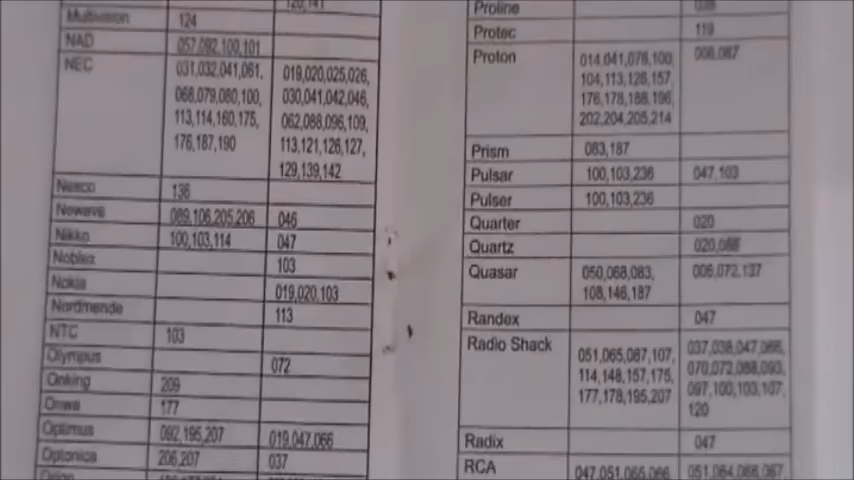 Multivision 124
NAD 057,092,100,101
NEC 031,032,041,061, 019,020,025,026,
068,079,080,100, 030,041,042,046,
113,114,160,175, 062,088,096,109,
176,187,190 113,121,126,127,
129,139,142
Nesco 136
Newave 089,106,205,206 046
Nikko 100,103,114 047
Noblex 103
Nokia 019,020,103
Nordmende 113
NTC 103
Olympus 072
Onking 209
Onwa 177
Optimus 092,195,207 019,047,066
Optonica 206,207 037
Proline
Protec 119
Proton 014,041,078,100, 006,087
104,113,126,157,
176,178,188,196,
202,204,205,214
Prism 083,187
Pulsar 100,103,236 047,103
Pulser 100,103,236
Quarter 020
Quartz
Quasar 050,068,083, 006,072,137
108,146,187
Randex 047
Radio Shack 051,065,087,107, 037,038,047,066,
114,148,157,175, 070,072,088,093,
177,178,195,207 097,100,103,107,
120
Radix 047
RCA 047,051,065,066